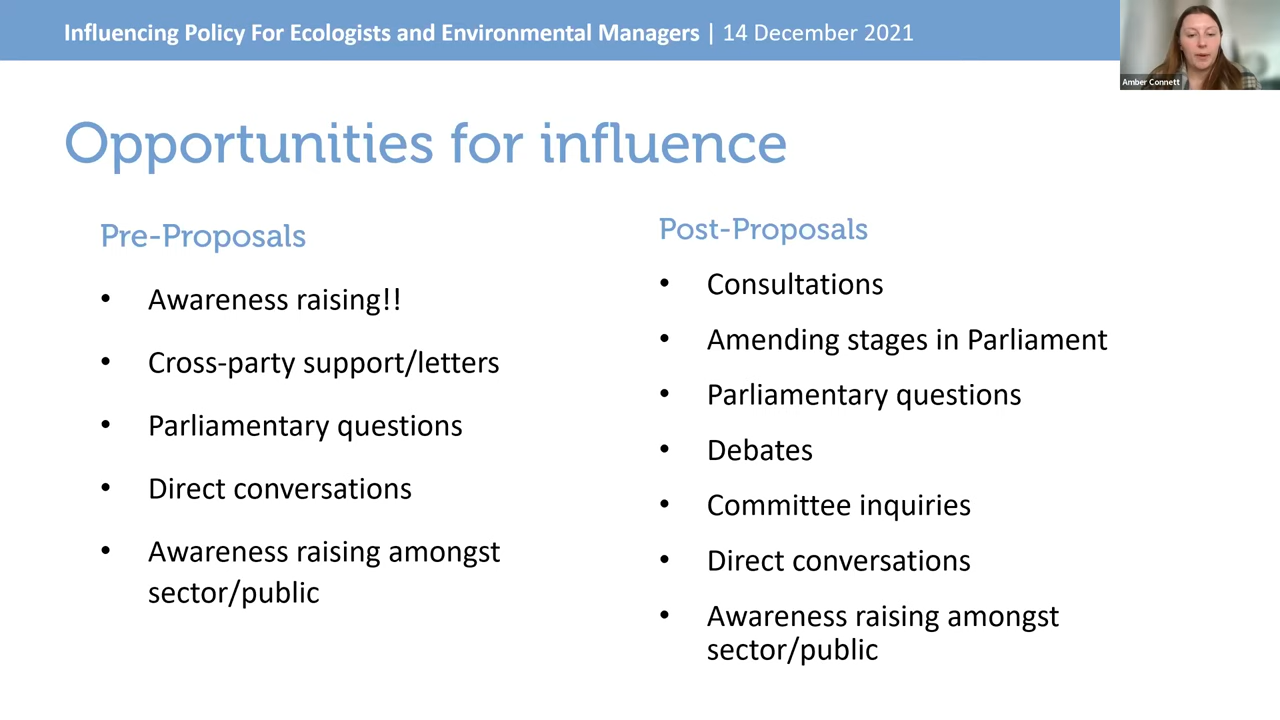 Influencing Policy For Ecologists and Environmental Managers | 14 December 2021
Amber Connett
Opportunities for influence
Pre-Proposals
• Awareness raising!!
• Cross-party support/letters
• Parliamentary questions
• Direct conversations
• Awareness raising amongst
sector/public
Post-Proposals
• Consultations
• Amending stages in Parliament
• Parliamentary questions
• Debates
• Committee inquiries
• Direct conversations
• Awareness raising amongst
sector/public